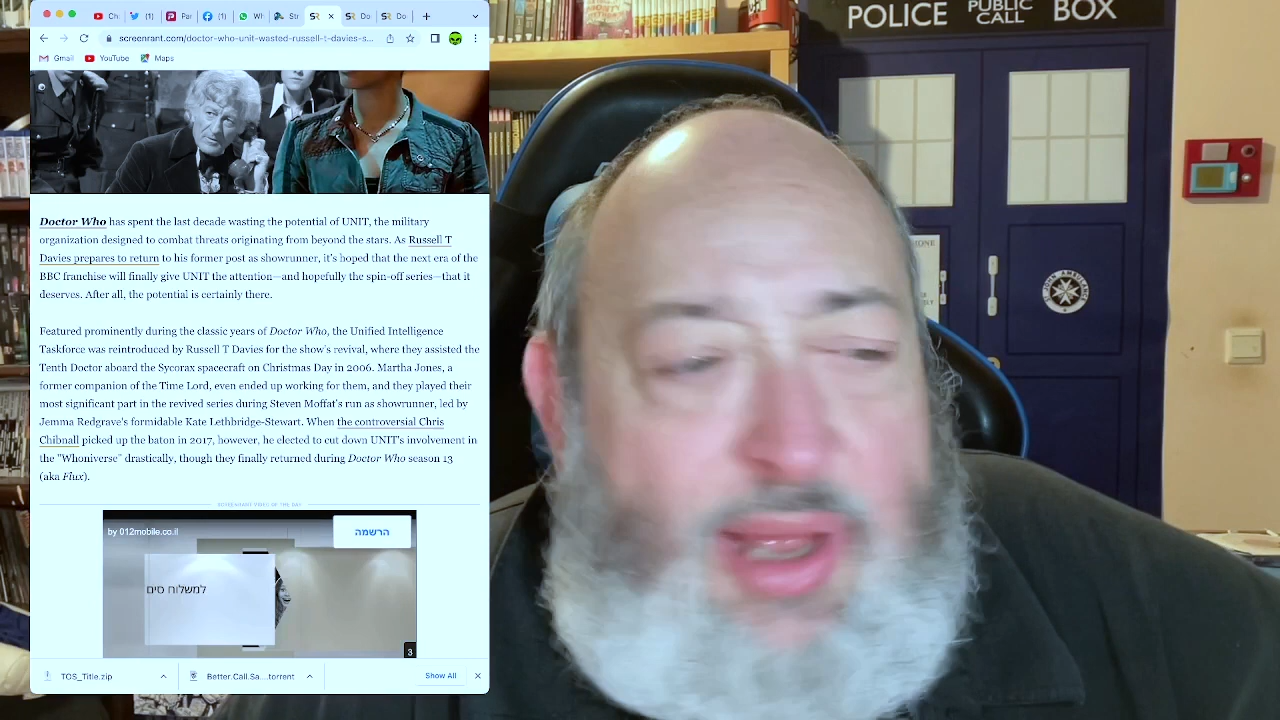 (1)
(1)
screenrant.com/doctor-who-unit-wasted-russell-t-davies-s...
Gmail
YouTube
Maps
POLICE PUBLIC CALL BOX
Doctor Who has spent the last decade wasting the potential of UNIT, the military
organization designed to combat threats originating from beyond the stars. As Russell T
Davies prepares to return to his former post as showrunner, it's hoped that the next era of the
BBC franchise will finally give UNIT the attention—and hopefully the spin-off series—that it
deserves. After all, the potential is certainly there.
Featured prominently during the classic years of Doctor Who, the Unified Intelligence
Taskforce was reintroduced by Russell T Davies for the show's revival, where they assisted the
Tenth Doctor aboard the Sycorax spacecraft on Christmas Day in 2006. Martha Jones, a
former companion of the Time Lord, even ended up working for them, and they played their
most significant part in the revived series during Steven Moffat's run as showrunner, led by
Jemma Redgrave's formidable Kate Lethbridge-Stewart. When the controversial Chris
Chibnall picked up the baton in 2017, however, he elected to cut down UNIT's involvement in
the "Whoniverse" drastically, though they finally returned during Doctor Who season 13
(aka Flux).
SCREENRANT VIDEO OF THE DAY
by 012mobile.co.il
הרשמה
למשלוח סים
3
TOS_Title.zip
Better.Call.Sa....torrent
Show All
ST JOHN AMBULANCE